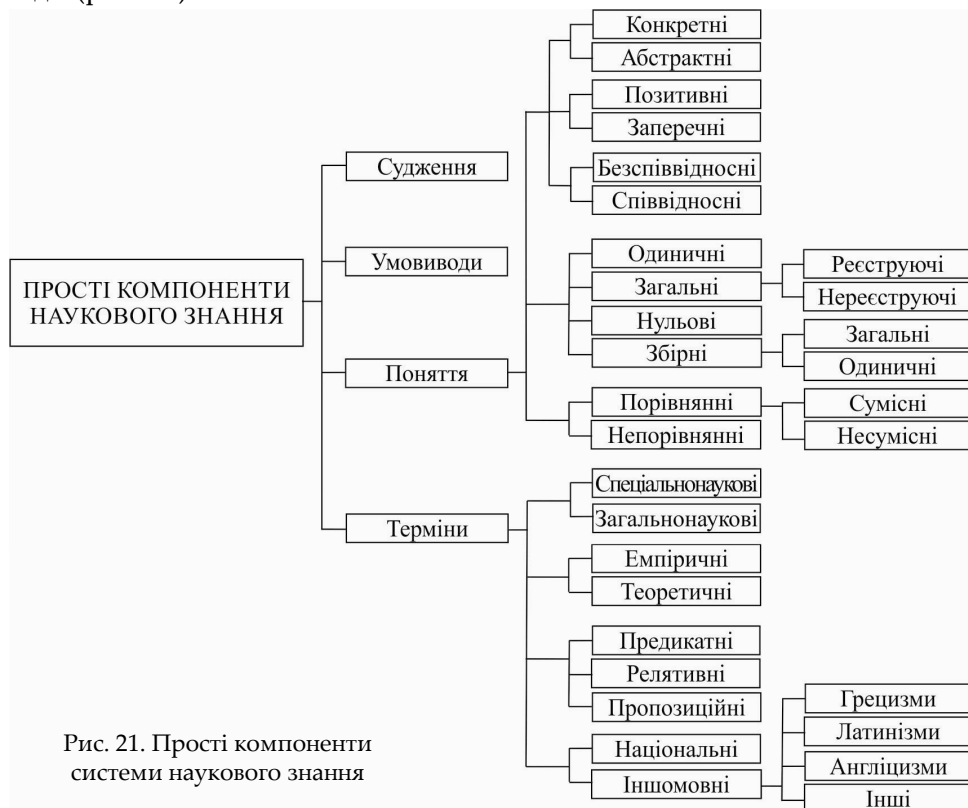 Конкретні
Абстрактні
Позитивні
Заперечні
Безспіввідносні
Співвідносні
Судження
Умовиводи
ПРОСТІ КОМПОНЕНТИ
НАУКОВОГО ЗНАННЯ
Поняття
Одиничні
Загальні
Нульові
Збірні
Реєструючі
Нереєструючі
Загальні
Одиничні
Порівнянні
Непорівнянні
Сумісні
Несумісні
Терміни
Спеціальнонаукові
Загальнонаукові
Емпіричні
Теоретичні
Предикатні
Релятивні
Пропозиційні
Національні
Іншомовні
Грецизми
Латинізми
Англіцизми
Інші
Рис. 21. Прості компоненти
системи наукового знання